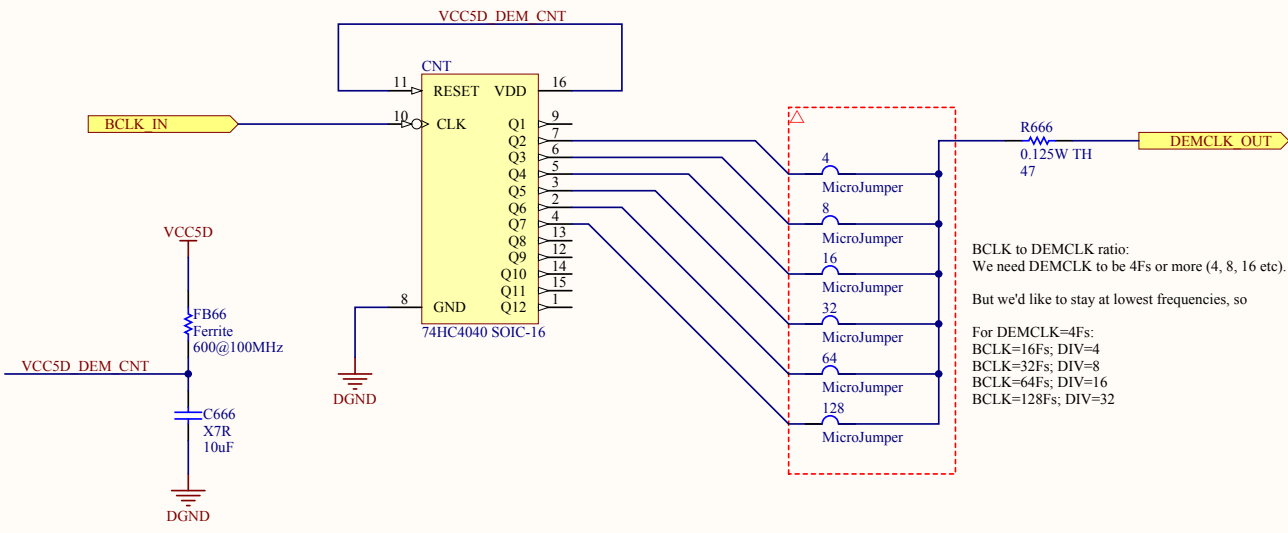 VCC5D_DEM_CNT
CNT
11 RESET VDD 16
BCLK_IN
10 CLK Q1 9
Q2 7
Q3 6
Q4 5
Q5 3
Q6 2
Q7 4
Q8 13
Q9 12
Q10 14
Q11 15
8 GND Q12 1
74HC4040 SOIC-16
DGND
VCC5D
FB66
Ferrite
600@100MHz
VCC5D_DEM_CNT
C666
X7R
10uF
DGND
4
MicroJumper
8
MicroJumper
16
MicroJumper
32
MicroJumper
64
MicroJumper
128
MicroJumper
R666
0.125W TH
47
DEMCLK_OUT
BCLK to DEMCLK ratio:
We need DEMCLK to be 4Fs or more (4, 8, 16 etc).
But we'd like to stay at lowest frequencies, so
For DEMCLK=4Fs:
BCLK=16Fs; DIV=4
BCLK=32Fs; DIV=8
BCLK=64Fs; DIV=16
BCLK=128Fs; DIV=32